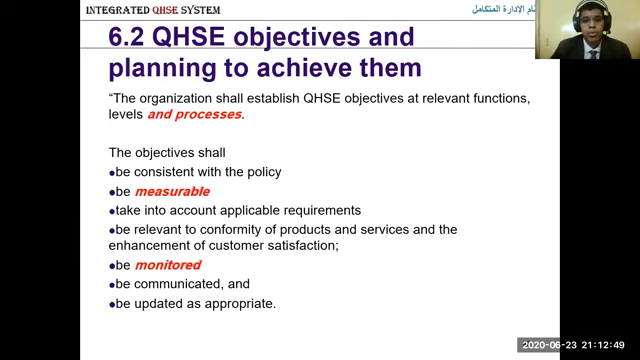 INTEGRATED QHSE SYSTEM
ام الإدارة المتكامل
6.2 QHSE objectives and
planning to achieve them
“The organization shall establish QHSE objectives at relevant functions,
levels and processes.
The objectives shall
●be consistent with the policy
●be measurable
●take into account applicable requirements
●be relevant to conformity of products and services and the
enhancement of customer satisfaction;
●be monitored
●be communicated, and
●be updated as appropriate.
2020-06-23 21:12:49